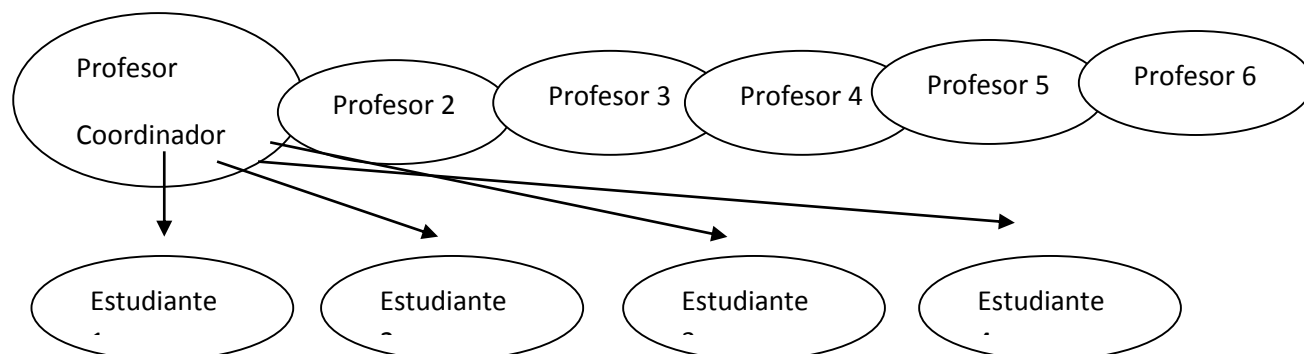 Profesor
Coordinador
Profesor 2
Profesor 3
Profesor 4
Profesor 5
Profesor 6
Estudiante
Estudiante
Estudiante
Estudiante